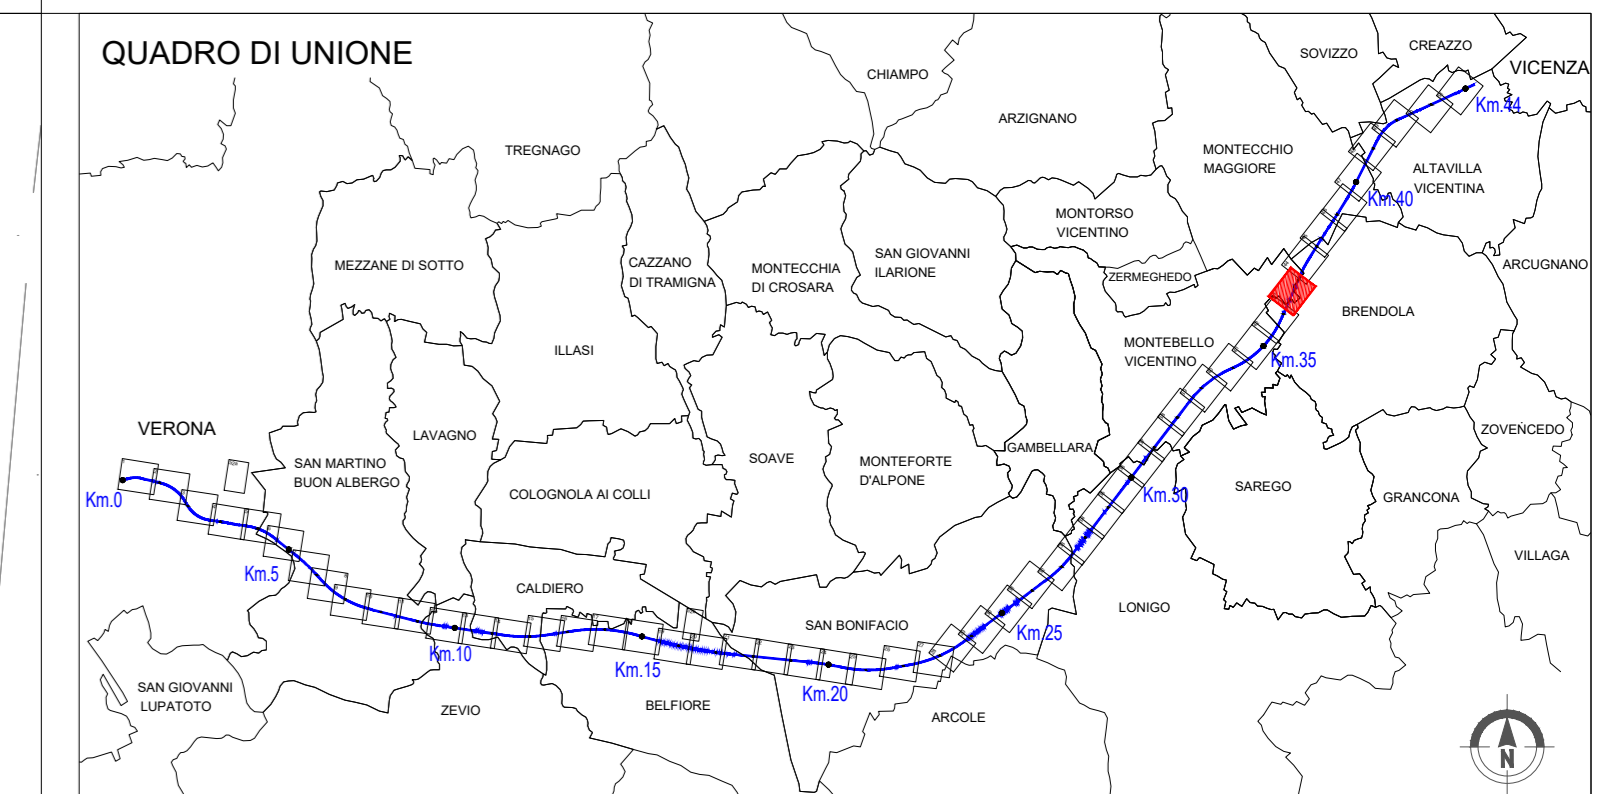 QUADRO DI UNIONE
CREAZZO
SOVIZZO
VICENZA
CHIAMPO
Km.44
ARZIGNANO
TREGNAGO
MONTECCHIO
MAGGIORE
ALTAVILLA
VICENTINA
Km.40
MONTORSO
VICENTINO
SAN GIOVANNI
ILARIONE
MEZZANE DI SOTTO
CAZZANO
DI TRAMIGNA
MONTECCHIA
DI CROSARA
ZERMEGHEDO
ARCUGNANO
BRENDOLA
ILLASI
MONTEBELLO
VICENTINO
Km.35
VERONA
LAVAGNO
ZOVENCEDO
GAMBELLARA
SAN MARTINO
BUON ALBERGO
SOAVE
MONTEFORTE
D'ALPONE
COLOGNOLA AI COLLI
SAREGO
GRANCONA
Km.0
Km.30
VILLAGA
Km.5
CALDIERO
LONIGO
SAN BONIFACIO
Km.25
Km.10
Km.15
SAN GIOVANNI
LUPATOTO
Km.20
ZEVIO
BELFIORE
ARCOLE
N